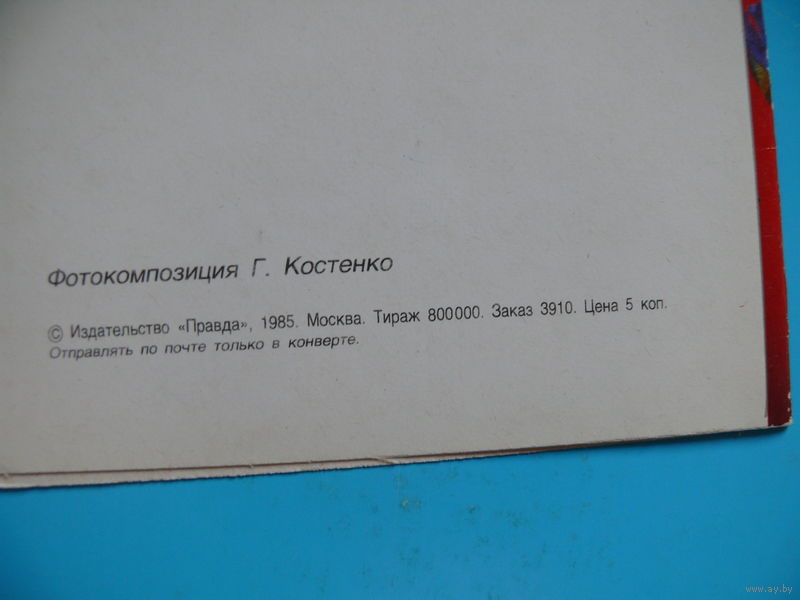 Фотокомпозиция Г. Костенко
© Издательство «Правда», 1985. Москва. Тираж 800000. Заказ 3910. Цена 5 коп.
Отправлять по почте только в конверте.
www.ay.by